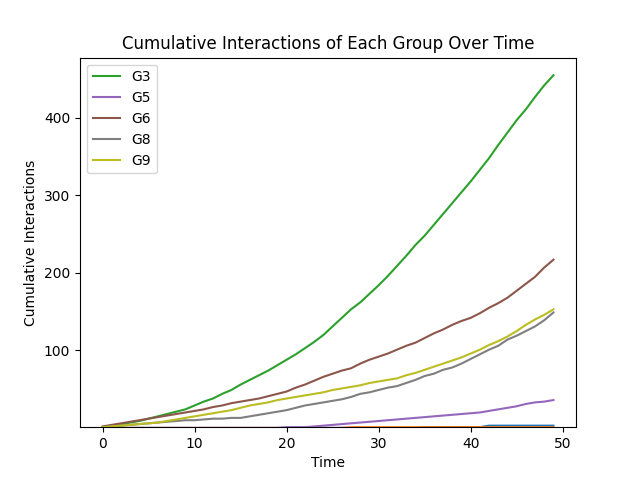 Cumulative Interactions of Each Group Over Time
G3
G5
G6
G8
G9
Cumulative Interactions
400
300
200
100
0 10 20 30 40 50
Time